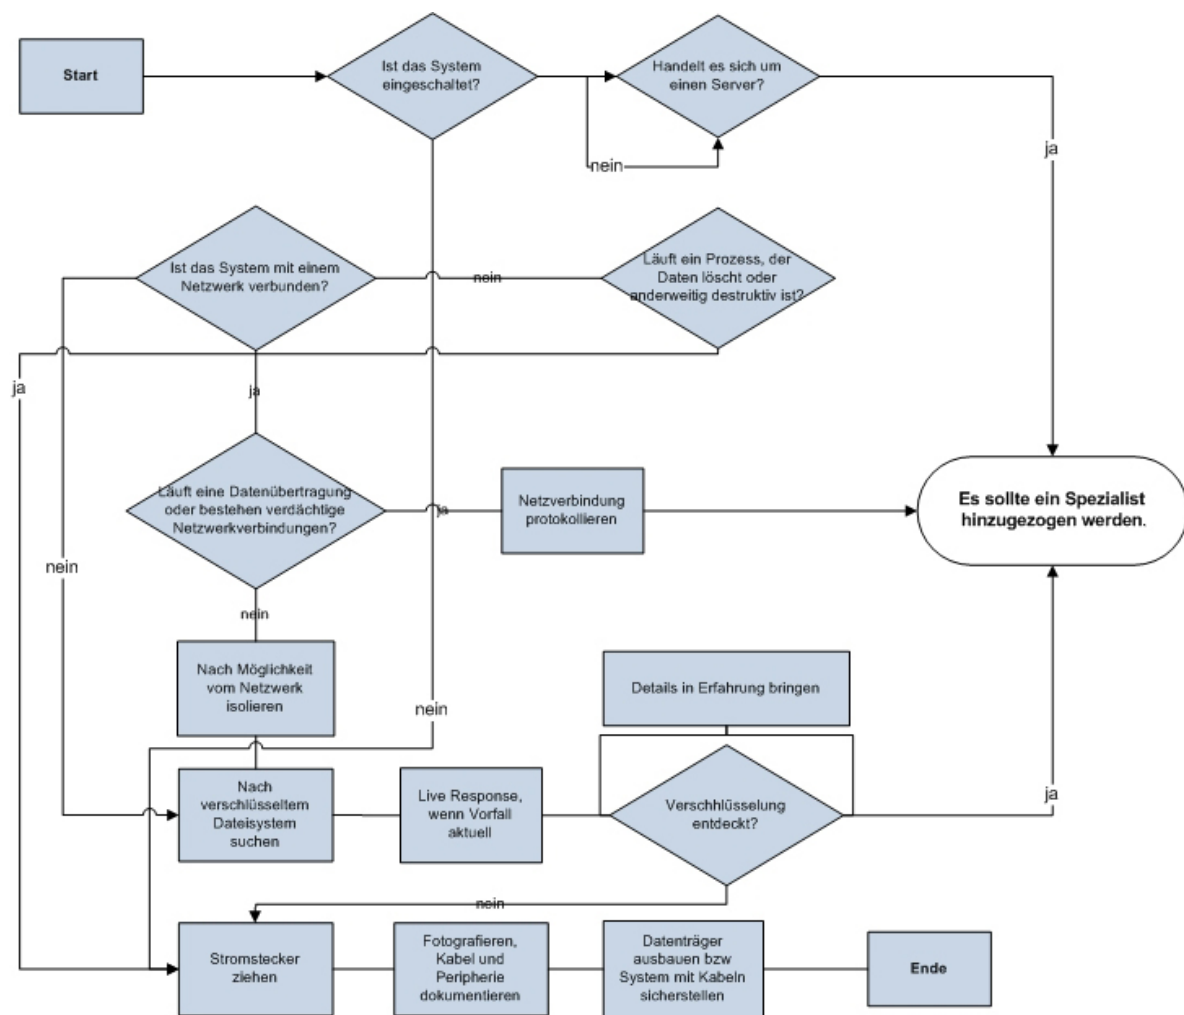 Start
Ist das System
eingeschaltet?
Handelt es sich um
einen Server?
nein
ja
Ist das System mit einem
Netzwerk verbunden?
nein
Läuft ein Prozess, der
Daten löscht oder
anderweitig destruktiv ist?
ja
ja
Läuft eine Datenübertragung
oder bestehen verdächtige
Netzwerkverbindungen?
ja
Netzverbindung
protokollieren
Es sollte ein Spezialist
hinzugezogen werden.
nein
nein
Nach Möglichkeit
vom Netzwerk
isolieren
nein
Details in Erfahrung bringen
Nach
verschlüsseltem
Dateisystem
suchen
Live Response,
wenn Vorfall
aktuell
Verschhlüsselung
entdeckt?
ja
nein
Stromstecker
ziehen
Fotografieren,
Kabel und
Peripherie
dokumentieren
Datenträger
ausbauen bzw
System mit Kabeln
sicherstellen
Ende